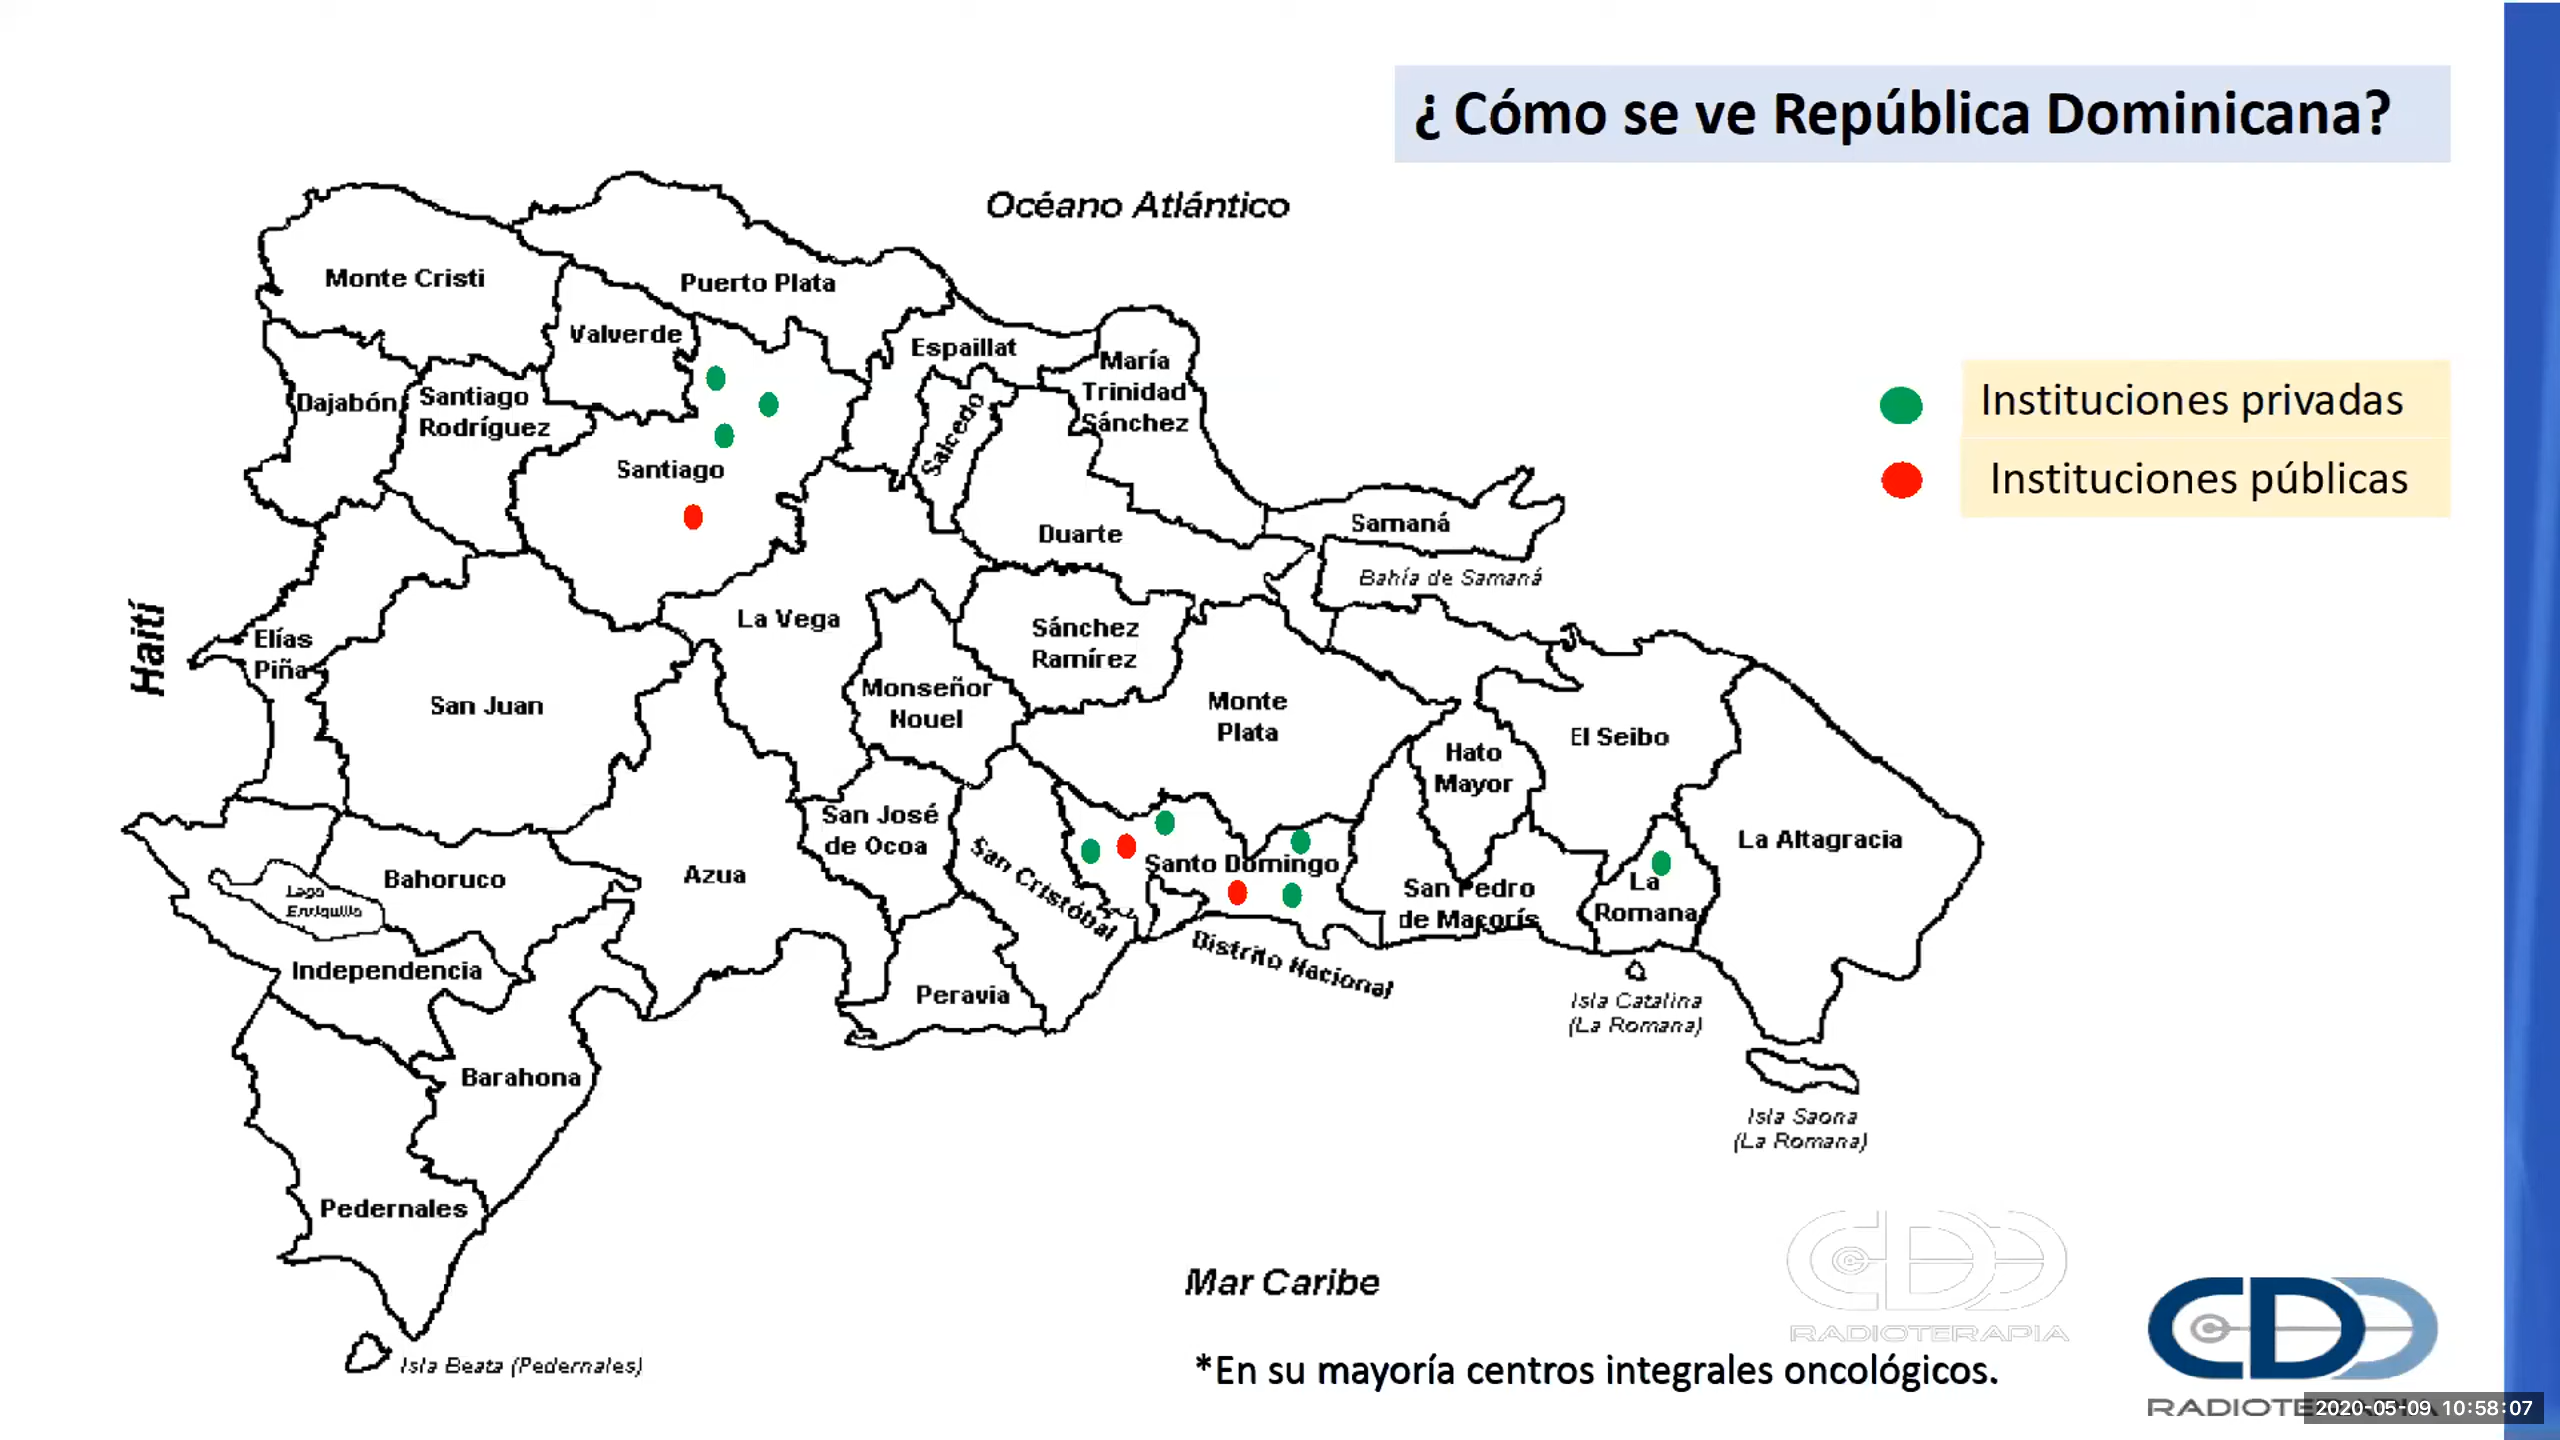 ¿ Cómo se ve República Dominicana?
Océano Atlántico
Monte Cristi
Puerto Plata
Valverde
Espaillat
María
Trinidad
Sánchez
Dajabón
Santiago
Rodríguez
Salcedo
Instituciones privadas
Instituciones públicas
Santiago
Duarte
Samaná
Bahía de Samaná
Haití
Elías
Piña
La Vega
Sánchez
Ramírez
San Juan
Monseñor
Nouel
Monte
Plata
Hato
Mayor
El Seibo
San José
de Ocoa
San Cristóbal
Santo Domingo
La Altagracia
Azua
Bahoruco
Lago
Enriquillo
San Pedro
de Macorís
La
Romana
Distrito Nacional
Independencia
Peravia
Isla Catalina
(La Romana)
Barahona
Isla Saona
(La Romana)
Pedernales
Mar Caribe
Isla Beata (Pedernales)
*En su mayoría centros integrales oncológicos.
CDD
RADIOTERAPIA
CDD
RADIOTERAPIA
2020-05-09 10:58:07